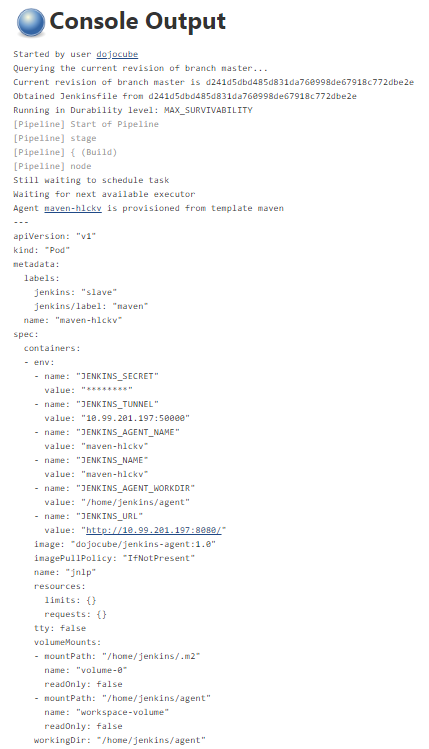 Console Output
Started by user dojocube
Querying the current revision of branch master...
Current revision of branch master is d241d5dbd485d831da760998de67918c772dbe2e
Obtained Jenkinsfile from d241d5dbd485d831da760998de67918c772dbe2e
Running in Durability level: MAX_SURVIVABILITY
[Pipeline] Start of Pipeline
[Pipeline] stage
[Pipeline] { (Build)
[Pipeline] node
Still waiting to schedule task
Waiting for next available executor
Agent maven-hlckv is provisioned from template maven
---
apiVersion: "v1"
kind: "Pod"
metadata:
  labels:
    jenkins: "slave"
    jenkins/label: "maven"
  name: "maven-hlckv"
spec:
  containers:
  - env:
    - name: "JENKINS_SECRET"
      value: "********"
    - name: "JENKINS_TUNNEL"
      value: "10.99.201.197:50000"
    - name: "JENKINS_AGENT_NAME"
      value: "maven-hlckv"
    - name: "JENKINS_NAME"
      value: "maven-hlckv"
    - name: "JENKINS_AGENT_WORKDIR"
      value: "/home/jenkins/agent"
    - name: "JENKINS_URL"
      value: "http://10.99.201.197:8080/"
    image: "dojocube/jenkins-agent:1.0"
    imagePullPolicy: "IfNotPresent"
    name: "jnlp"
    resources:
      limits: {}
      requests: {}
    tty: false
    volumeMounts:
    - mountPath: "/home/jenkins/.m2"
      name: "volume-0"
      readOnly: false
    - mountPath: "/home/jenkins/agent"
      name: "workspace-volume"
      readOnly: false
    workingDir: "/home/jenkins/agent"